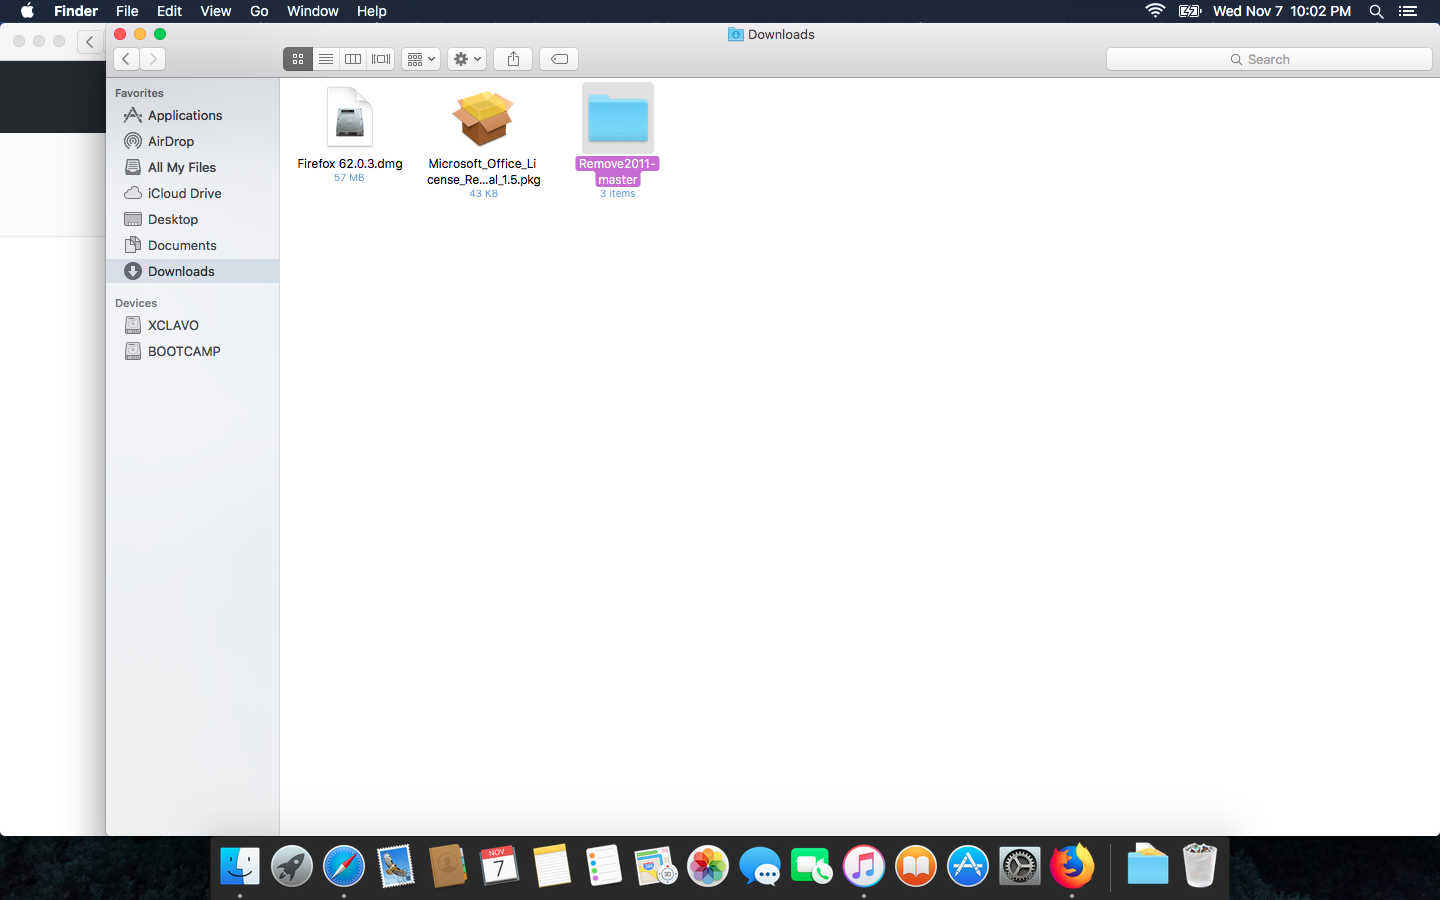 Finder File Edit View Go Window Help Wed Nov 7 10:02 PM
Downloads
Search
Favorites
Applications
AirDrop
All My Files
iCloud Drive
Desktop
Documents
Downloads
Devices
XCLAVO
BOOTCAMP
Firefox 62.0.3.dmg
57 MB
Microsoft_Office_Li
cense_Re...al_1.5.pkg
43 KB
Remove2011-
master
3 items
NOV
7